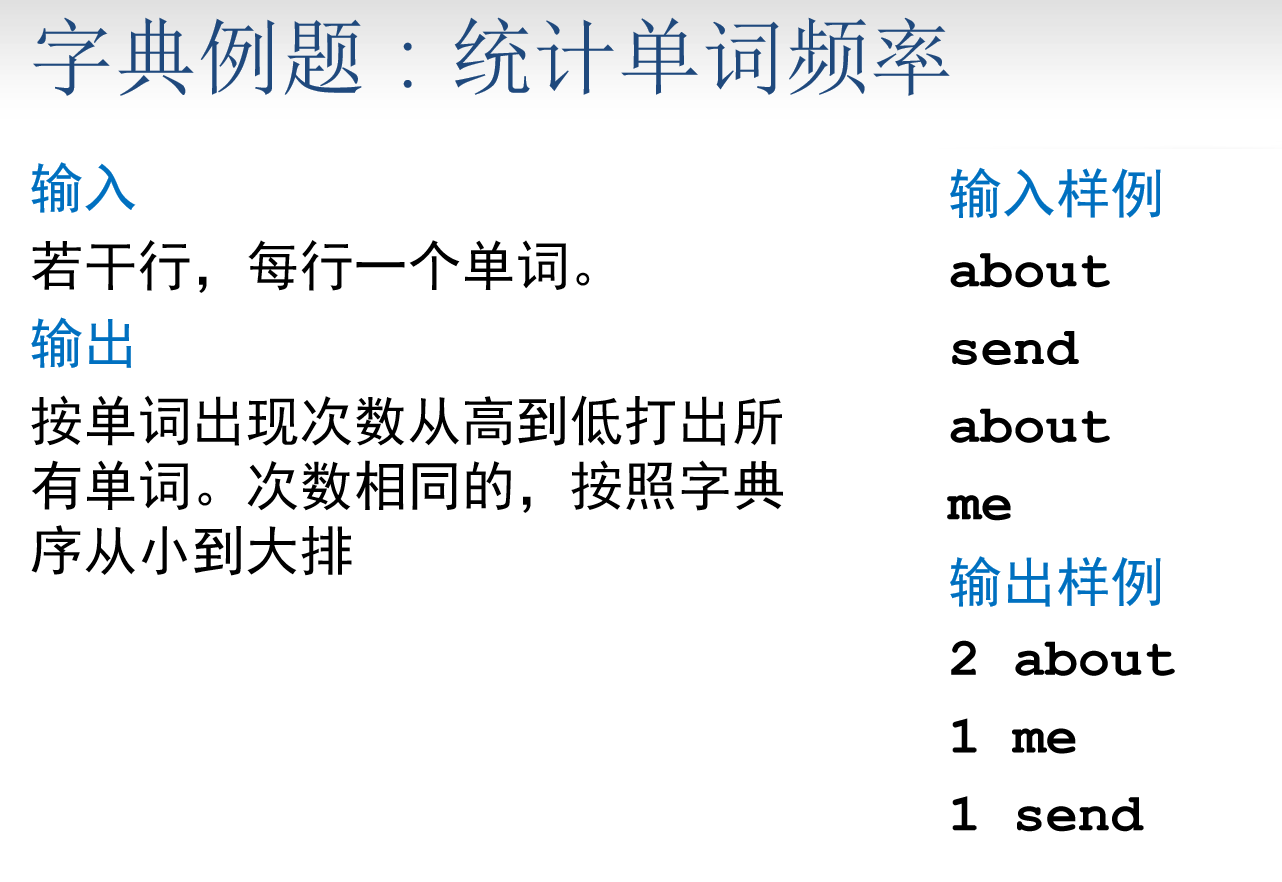 字典例题：统计单词频率
输入
若干行，每行一个单词。
输出
按单词出现次数从高到低打出所
有单词。次数相同的，按照字典
序从小到大排
输入样例
about
send
about
me
输出样例
2 about
1 me
1 send